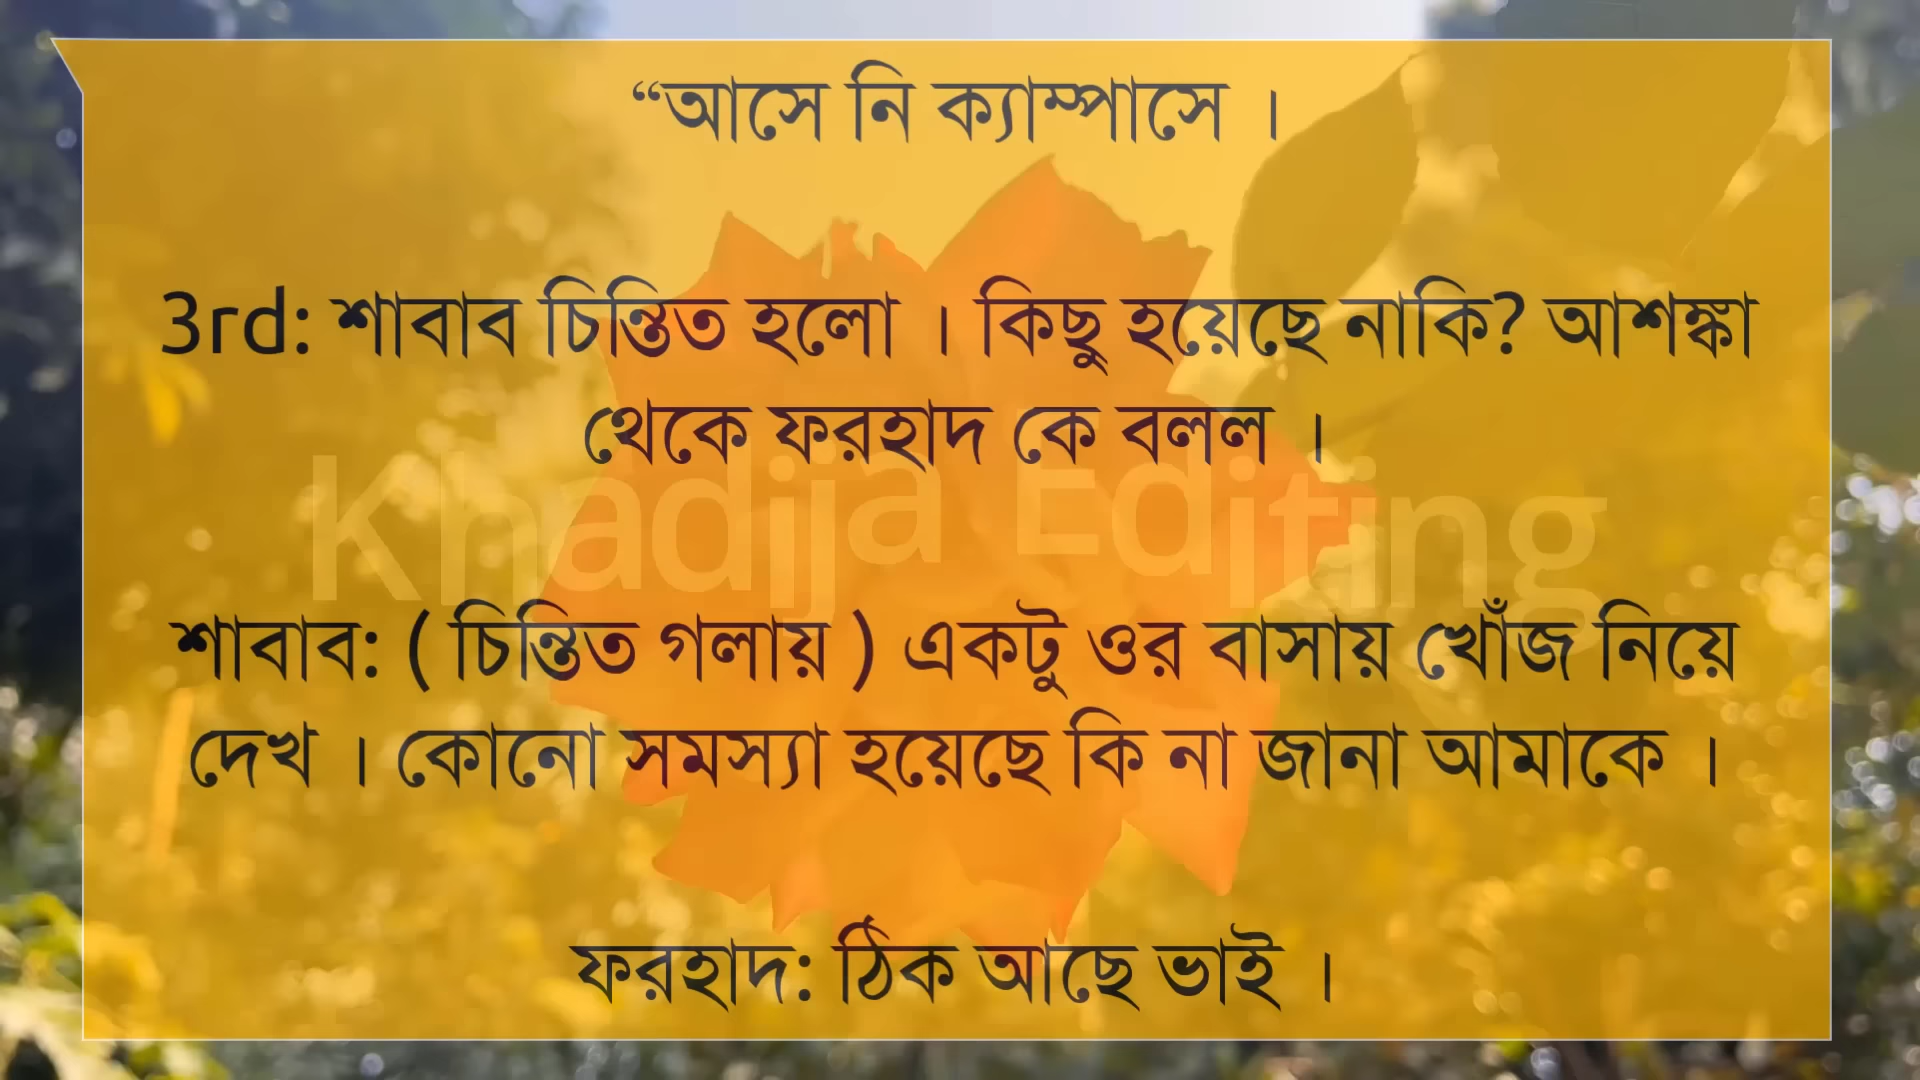 “আসে নি ক্যাম্পাসে ।
3rd: শাবাব চিন্তিত হলো । কিছু হয়েছে নাকি? আশঙ্কা
থেকে ফরহাদ কে বলল ।
Khadija Editing
শাবাব: ( চিন্তিত গলায় ) একটু ওর বাসায় খোঁজ নিয়ে
দেখ । কোনো সমস্যা হয়েছে কি না জানা আমাকে ।
ফরহাদ: ঠিক আছে ভাই ।